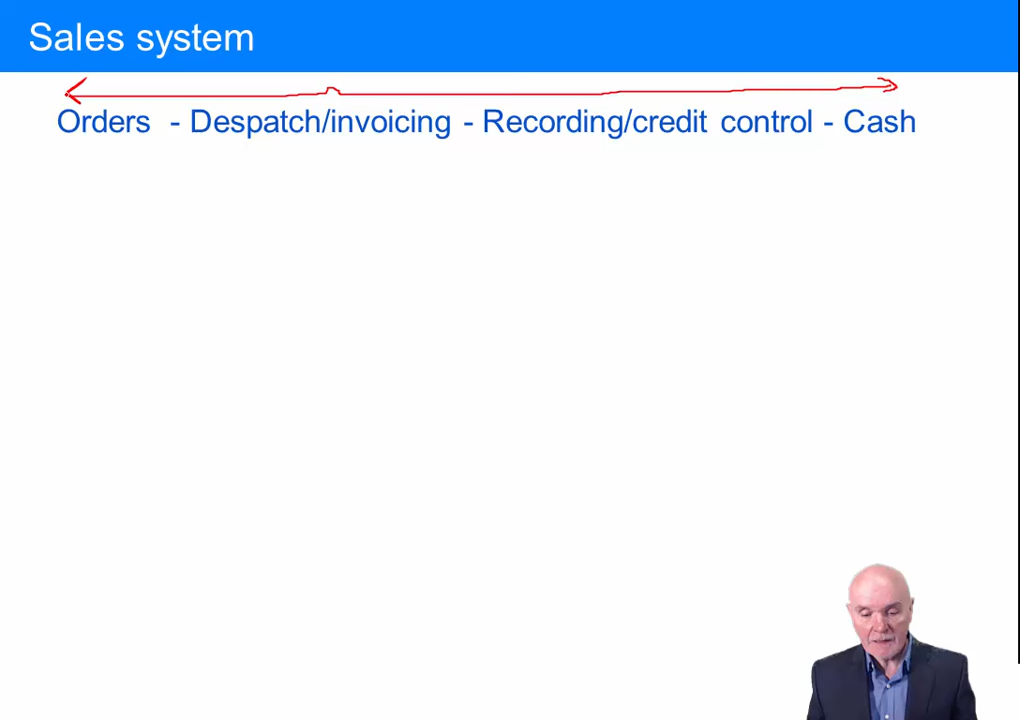 Sales system
Orders - Despatch/invoicing - Recording/credit control - Cash